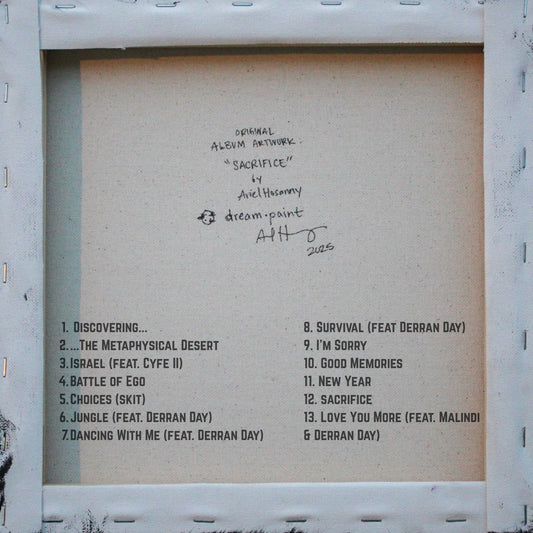 ORIGINAL
ALBUM ARTWORK.
"SACRIFICE"
by
Ariel Hosanny
dream.paint
2025
1. Discovering...
2. ...The Metaphysical Desert
3. Israel (feat. Cyfe II)
4. Battle of Ego
5. Choices (skit)
6. Jungle (feat. Derran Day)
7. Dancing With Me (feat. Derran Day)
8. Survival (feat Derran Day)
9. I'm Sorry
10. Good Memories
11. New Year
12. sacrifice
13. Love You More (feat. Malindi
& Derran Day)